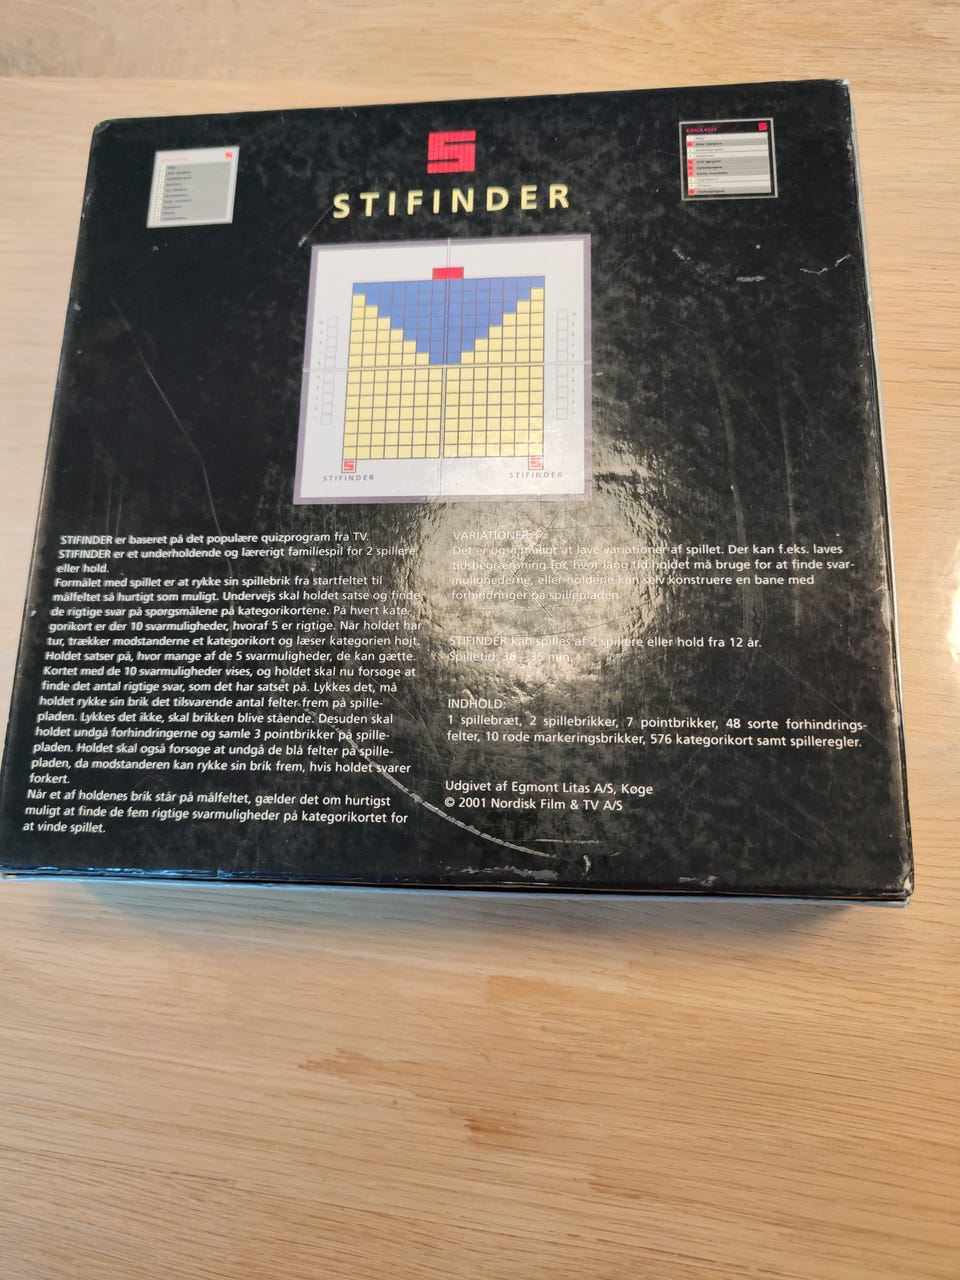 STIFINDER
STIFINDER
STIFINDER
STIFINDER er baseret på det populære quizprogram fra TV.
STIFINDER er et underholdende og lærerigt familiespil for 2 spillere
eller hold.
Formålet med spillet er at rykke sin spillebrik fra startfeltet til
målfeltet så hurtigt som muligt. Undervejs skal holdet satse og finde
de rigtige svar på spørgsmålene på kategorikortene. På hvert kate-
gorikort er der 10 svarmuligheder, hvoraf 5 er rigtige. Når holdet har
tur, trækker modstanderne et kategorikort og læser kategorien højt.
Holdet satser på, hvor mange af de 5 svarmuligheder, de kan gætte.
Kortet med de 10 svarmuligheder vises, og holdet skal nu forsøge at
finde det antal rigtige svar, som det har satset på. Lykkes det, må
holdet rykke sin brik det tilsvarende antal felter frem på spille-
pladen. Lykkes det ikke, skal brikken blive stående. Desuden skal
holdet undgå forhindringerne og samle 3 pointbrikker på spille-
pladen. Holdet skal også forsøge at undgå de blå felter på spille-
pladen, da modstanderen kan rykke sin brik frem, hvis holdet svarer
forkert.
Når et af holdenes brik står på målfeltet, gælder det om hurtigst
muligt at finde de fem rigtige svarmuligheder på kategorikortet for
at vinde spillet.
VARIATIONER:
Det er også muligt at lave variationer af spillet. Der kan f.eks. laves
tidsbegrænsning for, hvor lang tid holdet må bruge for at finde svar-
mulighederne, eller holdene kan selv konstruere en bane med
forhindringer på spillepladen.
STIFINDER kan spilles af 2 spillere eller hold fra 12 år.
Spilletid: 30 - 35 min.
INDHOLD:
1 spillebræt, 2 spillebrikker, 7 pointbrikker, 48 sorte forhindrings-
felter, 10 røde markeringsbrikker, 576 kategorikort samt spilleregler.
Udgivet af Egmont Litas A/S, Køge
© 2001 Nordisk Film & TV A/S